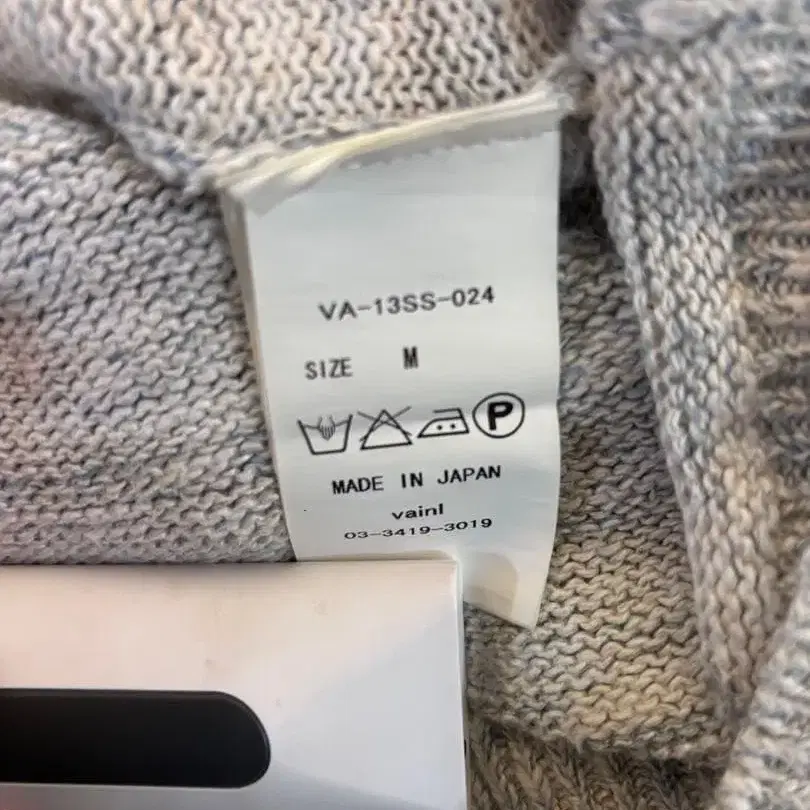 VA-13SS-024
SIZE M
P
MADE IN JAPAN
vainl
03-3419-3019